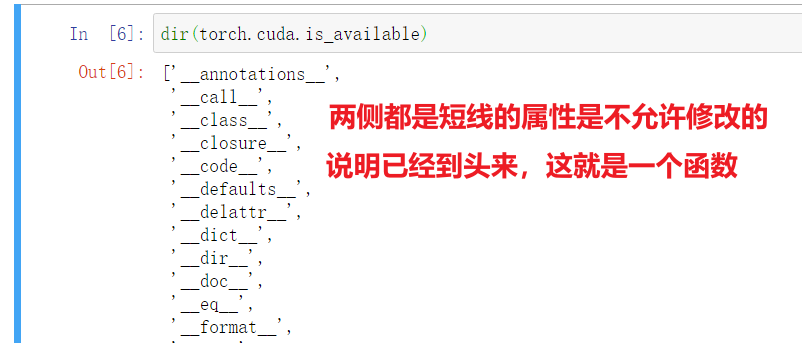 In [6]: dir(torch.cuda.is_available)
Out[6]: ['__annotations__',
'__call__',
'__class__',
'__closure__',
'__code__',
'__defaults__',
'__delattr__',
'__dict__',
'__dir__',
'__doc__',
'__eq__',
'__format__',
两侧都是短线的属性是不允许修改的
说明已经到头来，这就是一个函数